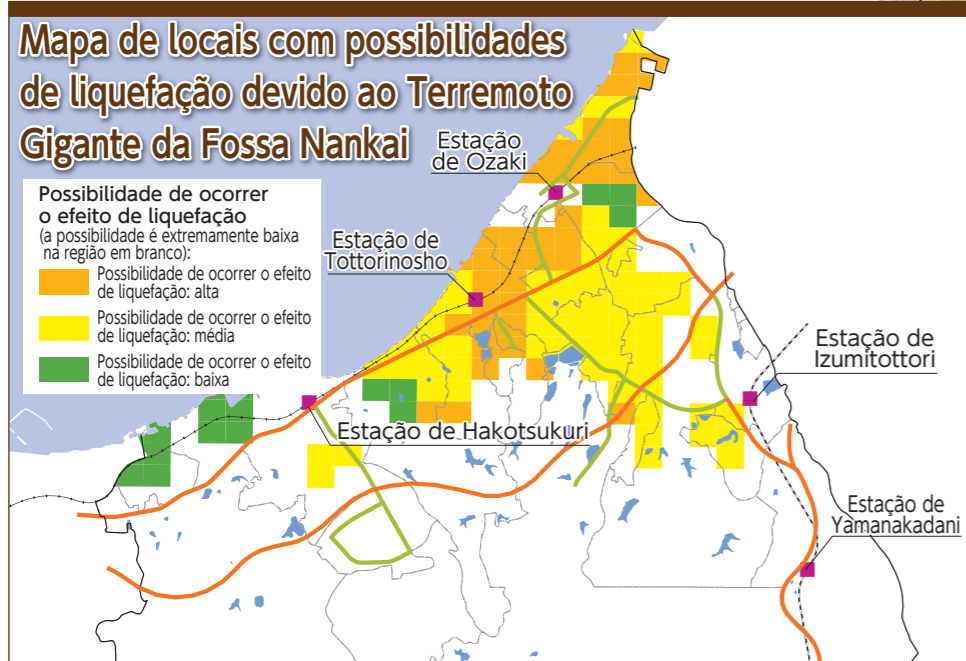 Mapa de locais com possibilidades
de liquefação devido ao Terremoto
Gigante da Fossa Nankai
Possibilidade de ocorrer
o efeito de liquefação
(a possibilidade é extremamente baixa
na região em branco):
Possibilidade de ocorrer o efeito
de liquefação: alta
Possibilidade de ocorrer o efeito
de liquefação: média
Possibilidade de ocorrer o efeito
de liquefação: baixa
Estação
de Ozaki
Estação de
Tottorinosho
Estação de Hakotsukuri
Estação de
Izumitottori
Estação de
Yamanakadani